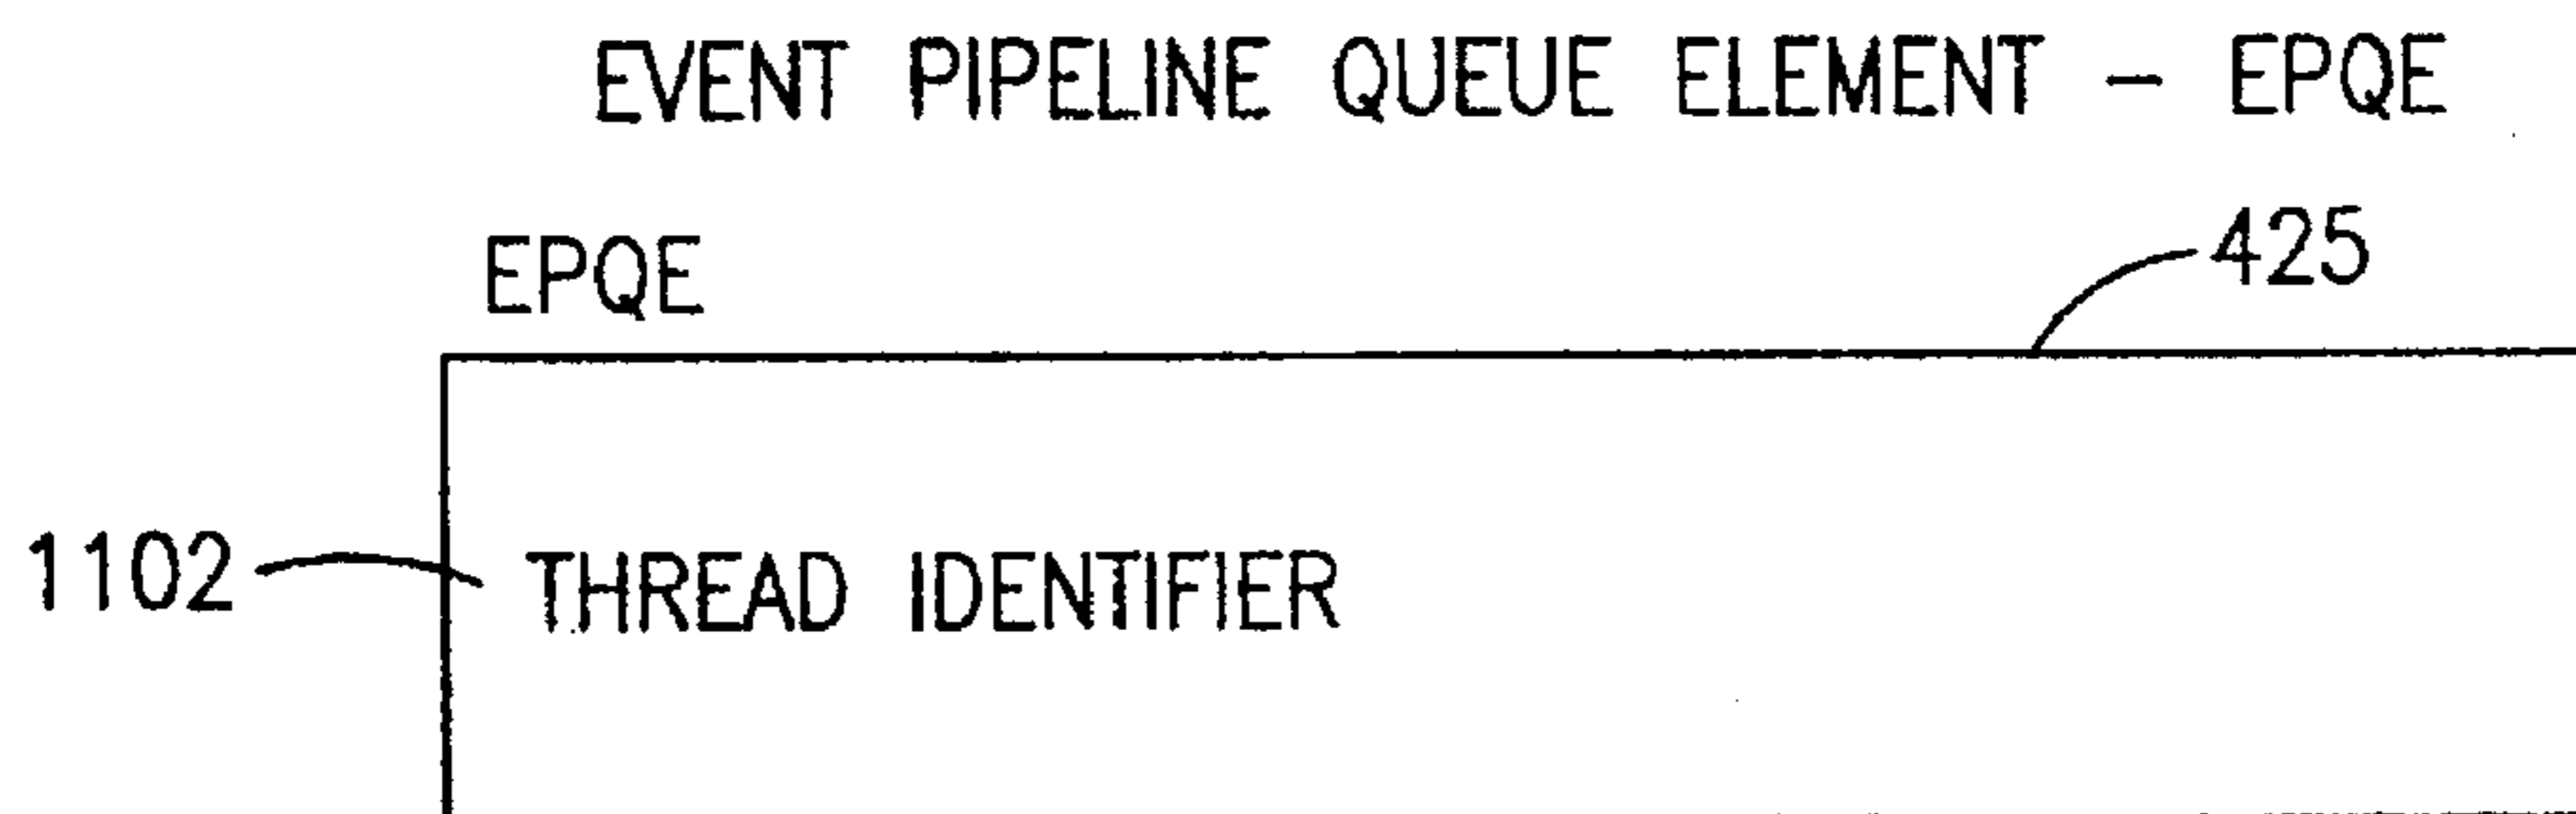 EVENT PIPELINE QUEUE ELEMENT – EPQE
EPQE
425
1102
THREAD IDENTIFIER